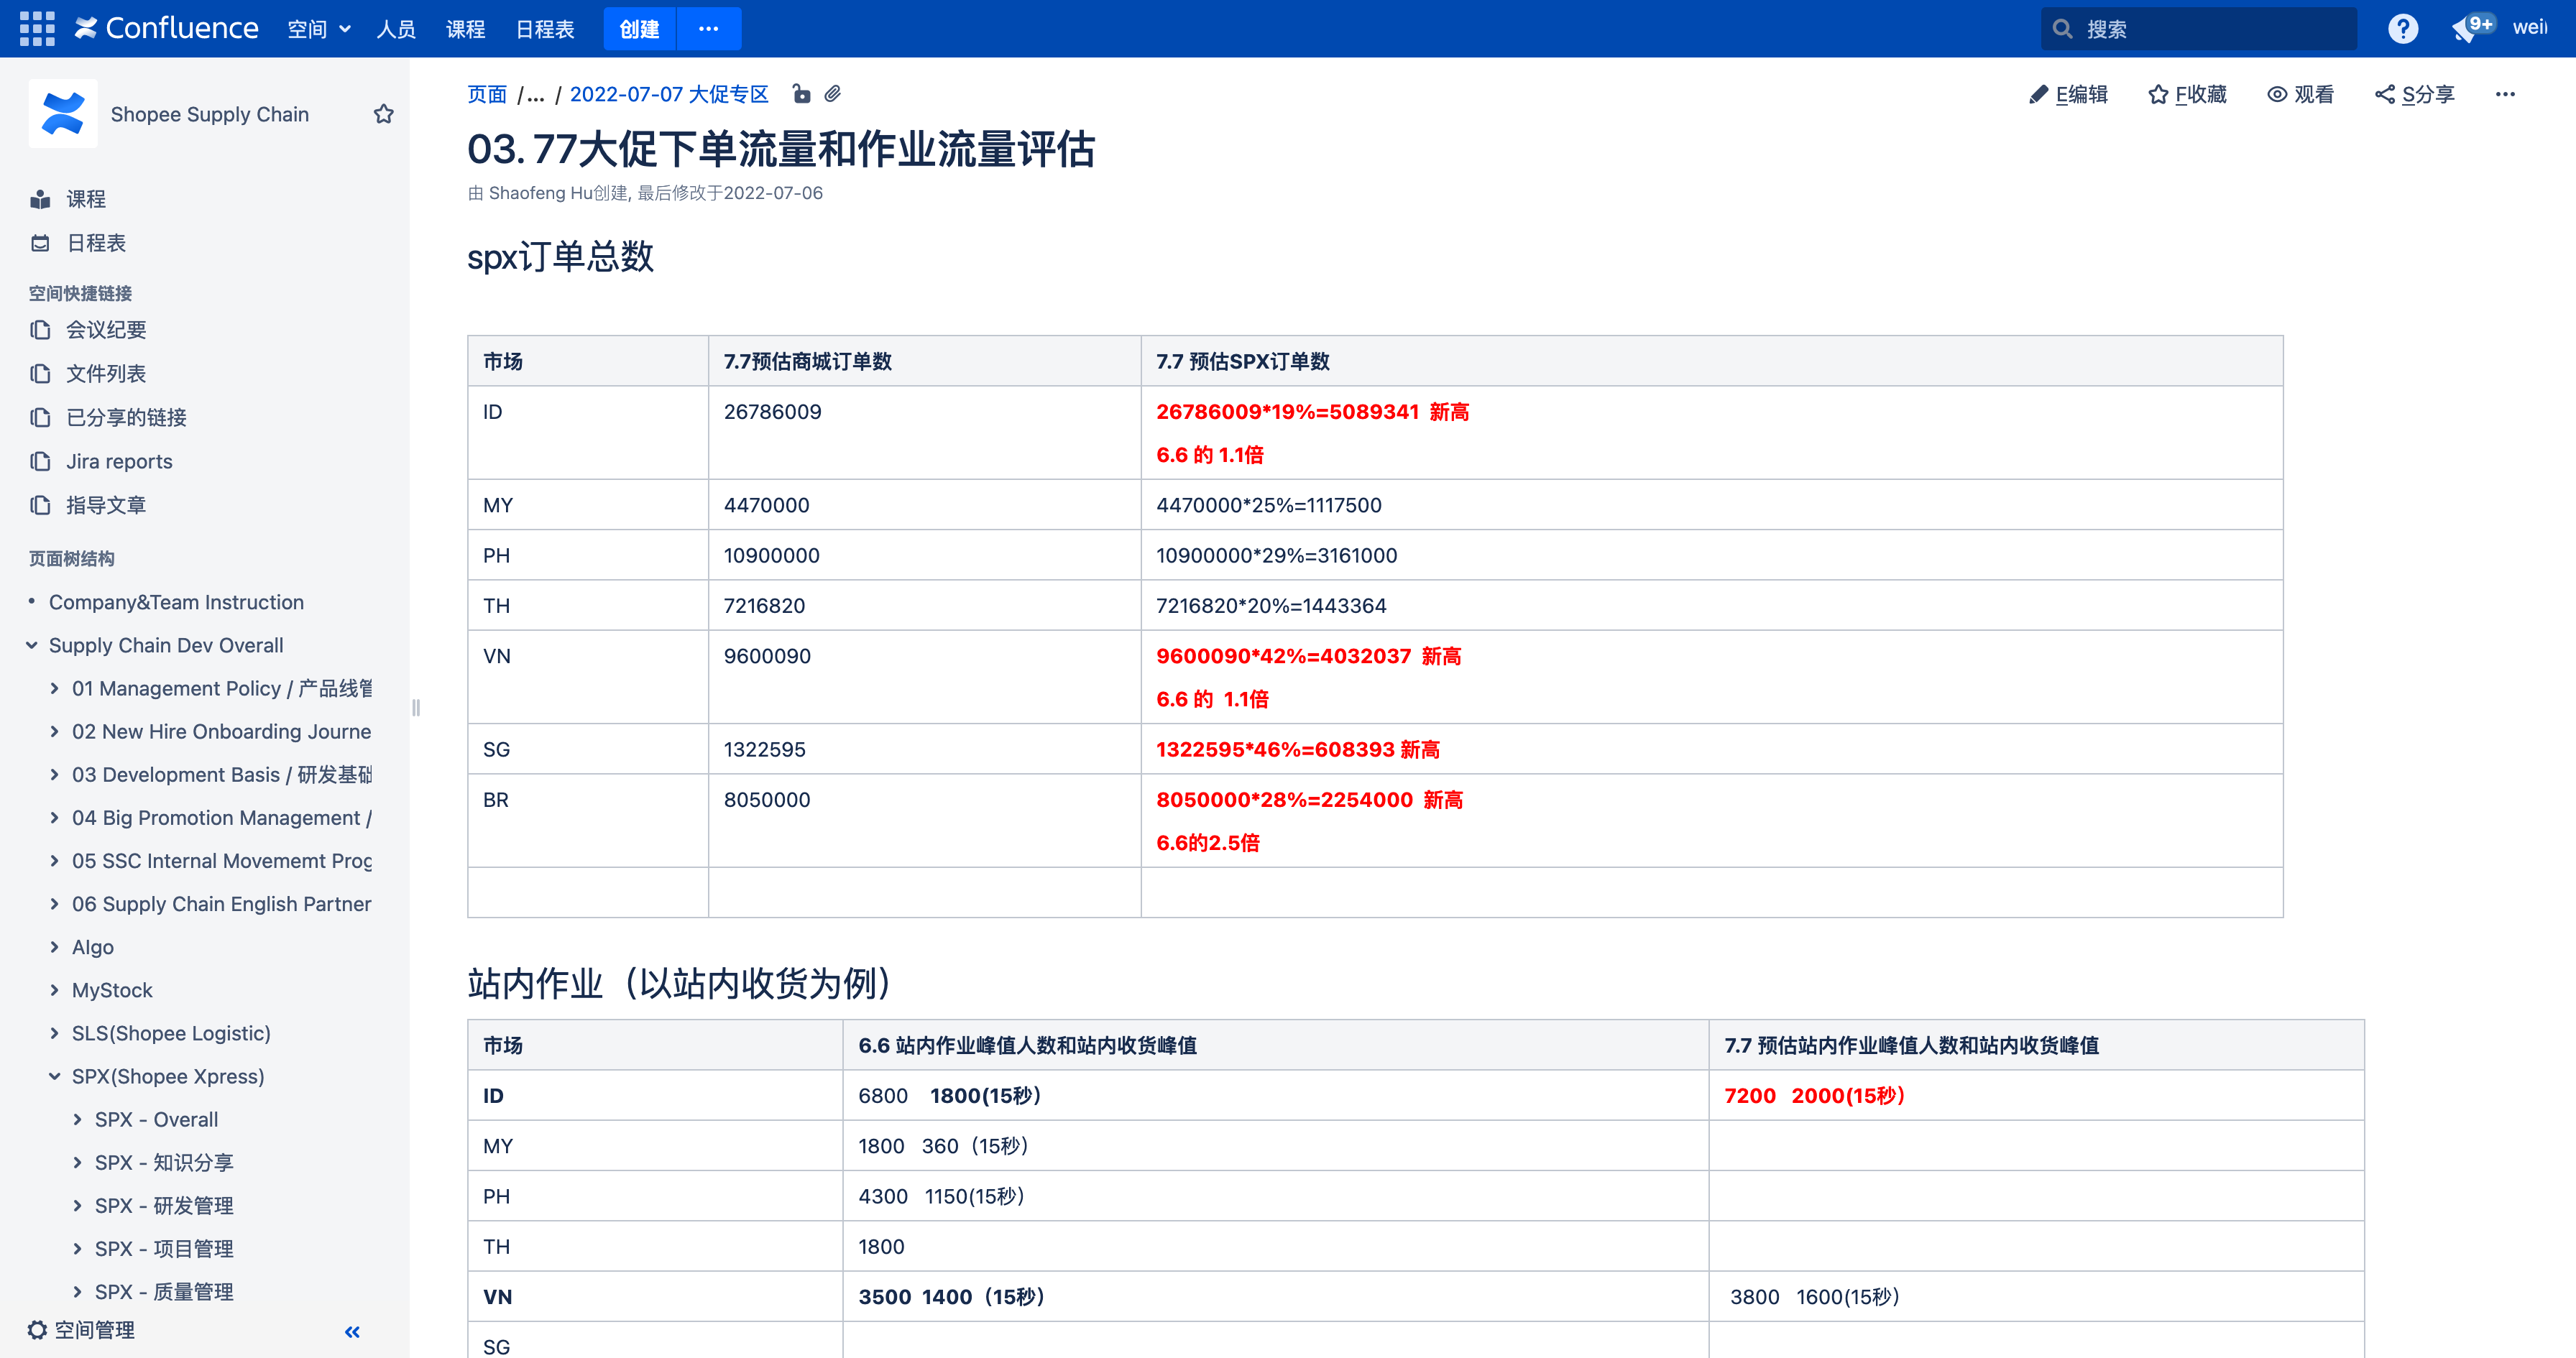 Confluence 空间 人员 课程 日程表 创建 ··· 搜索 9+ wei
Shopee Supply Chain
课程
日程表
空间快捷链接
会议纪要
文件列表
已分享的链接
Jira reports
指导文章
页面树结构
Company&Team Instruction
Supply Chain Dev Overall
01 Management Policy / 产品线管
02 New Hire Onboarding Journe
03 Development Basis / 研发基础
04 Big Promotion Management /
05 SSC Internal Movememt Prog
06 Supply Chain English Partner
Algo
MyStock
SLS(Shopee Logistic)
SPX(Shopee Xpress)
SPX - Overall
SPX - 知识分享
SPX - 研发管理
SPX - 项目管理
SPX - 质量管理
空间管理
页面 /... / 2022-07-07 大促专区
E编辑 F收藏 观看 S分享 ···
03. 77大促下单流量和作业流量评估
由 Shaofeng Hu创建, 最后修改于2022-07-06
spx订单总数
市场 7.7预估商城订单数 7.7 预估SPX订单数
ID 26786009 26786009*19%=5089341 新高
6.6 的 1.1倍
MY 4470000 4470000*25%=1117500
PH 10900000 10900000*29%=3161000
TH 7216820 7216820*20%=1443364
VN 9600090 9600090*42%=4032037 新高
6.6 的 1.1倍
SG 1322595 1322595*46%=608393 新高
BR 8050000 8050000*28%=2254000 新高
6.6的2.5倍
站内作业（以站内收货为例）
市场 6.6 站内作业峰值人数和站内收货峰值 7.7 预估站内作业峰值人数和站内收货峰值
ID 6800 1800(15秒） 7200 2000(15秒）
MY 1800 360（15秒）
PH 4300 1150(15秒）
TH 1800
VN 3500 1400（15秒） 3800 1600(15秒）
SG